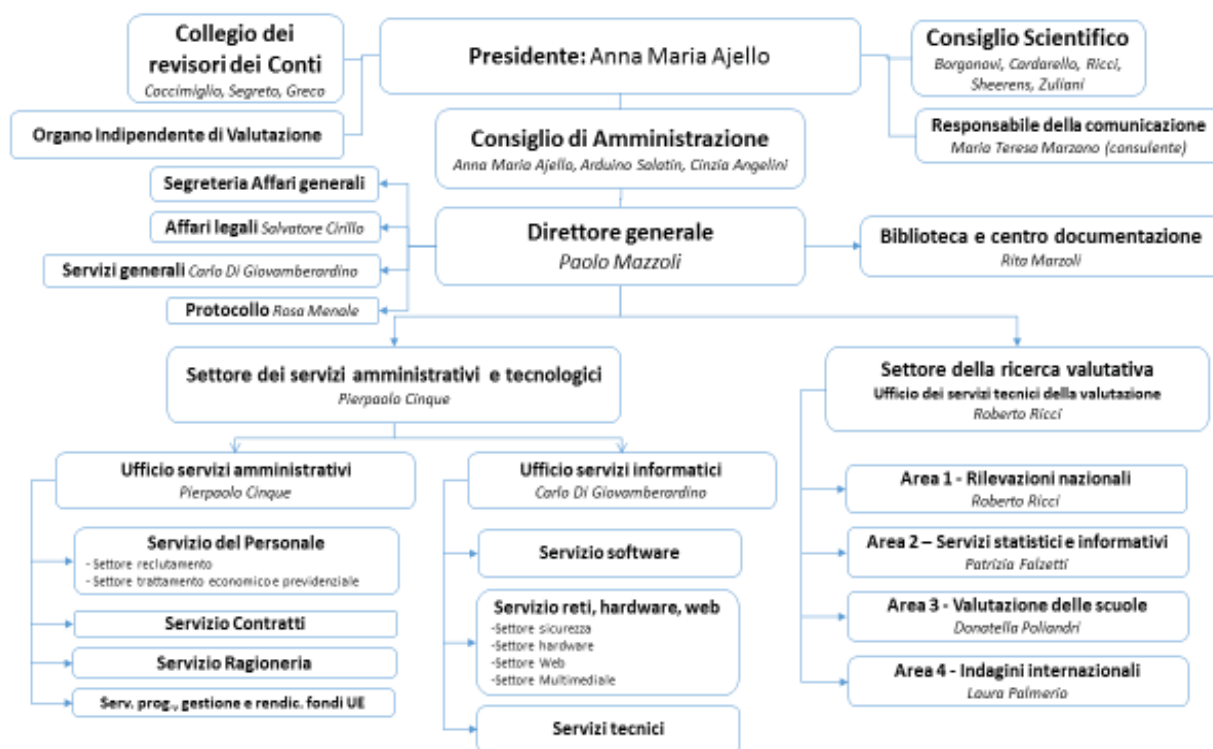 Collegio dei
revisori dei Conti
Coccimiglio, Segreto, Greco
Presidente: Anna Maria Ajello
Consiglio Scientifico
Borgonovi, Cardarello, Ricci,
Sheerens, Zuliani
Organo Indipendente di Valutazione
Responsabile della comunicazione
Maria Teresa Marzano (consulente)
Consiglio di Amministrazione
Anna Maria Ajello, Arduino Salatin, Cinzia Angelini
Segreteria Affari generali
Affari legali Salvatore Cirillo
Servizi generali Carlo Di Giovamberardino
Protocollo Rosa Menale
Direttore generale
Paolo Mazzoli
Biblioteca e centro documentazione
Rita Marzoli
Settore dei servizi amministrativi e tecnologici
Pierpaolo Cinque
Settore della ricerca valutativa
Ufficio dei servizi tecnici della valutazione
Roberto Ricci
Ufficio servizi amministrativi
Pierpaolo Cinque
Servizio del Personale
- Settore reclutamento
- Settore trattamento economico e previdenziale
Servizio Contratti
Servizio Ragioneria
Serv. prog., gestione e rendic. fondi UE
Ufficio servizi informatici
Carlo Di Giovamberardino
Servizio software
Servizio reti, hardware, web
-Settore sicurezza
-Settore hardware
-Settore Web
-Settore Multimediale
Servizi tecnici
Area 1 - Rilevazioni nazionali
Roberto Ricci
Area 2 – Servizi statistici e informativi
Patrizia Falzetti
Area 3 - Valutazione delle scuole
Donatella Poliandri
Area 4 - Indagini internazionali
Laura Palmerio